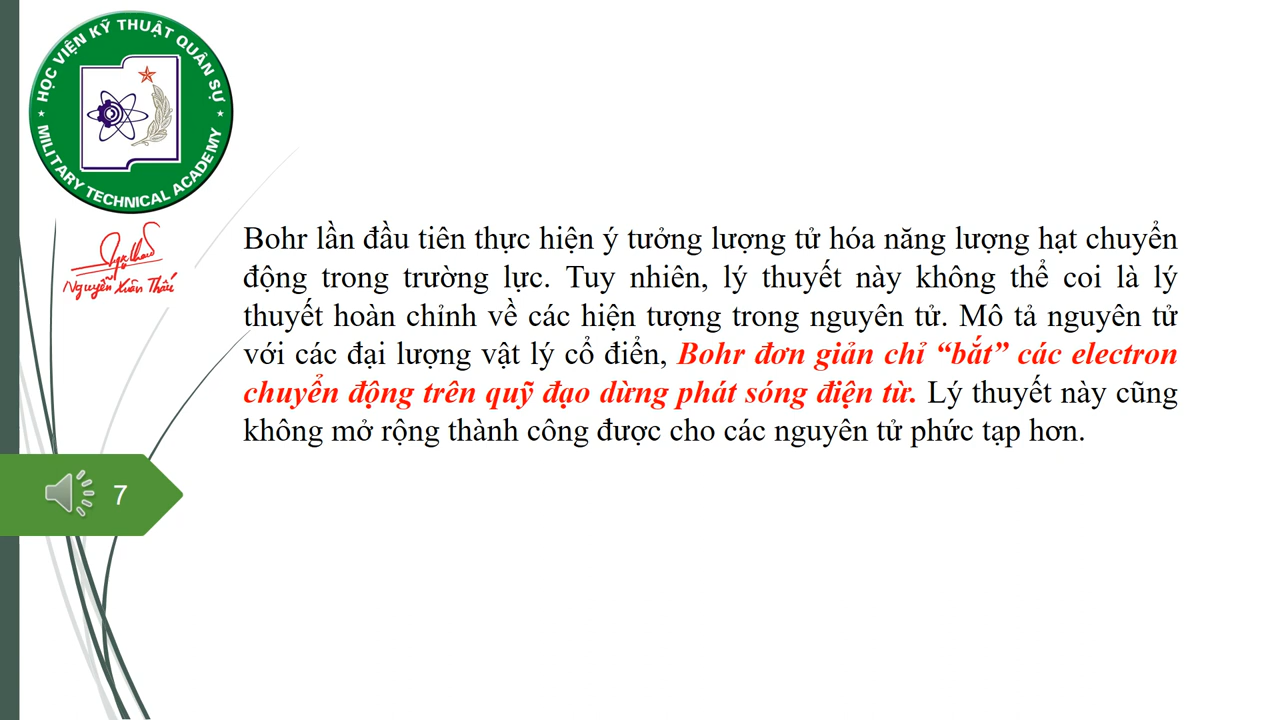 HỌC VIỆN KỸ THUẬT QUÂN SỰ
MILITARY TECHNICAL ACADEMY
Nguyễn Xuân Thái
Bohr lần đầu tiên thực hiện ý tưởng lượng tử hóa năng lượng hạt chuyển
động trong trường lực. Tuy nhiên, lý thuyết này không thể coi là lý
thuyết hoàn chỉnh về các hiện tượng trong nguyên tử. Mô tả nguyên tử
với các đại lượng vật lý cổ điển, Bohr đơn giản chỉ “bắt” các electron
chuyển động trên quỹ đạo dừng phát sóng điện từ. Lý thuyết này cũng
không mở rộng thành công được cho các nguyên tử phức tạp hơn.
7